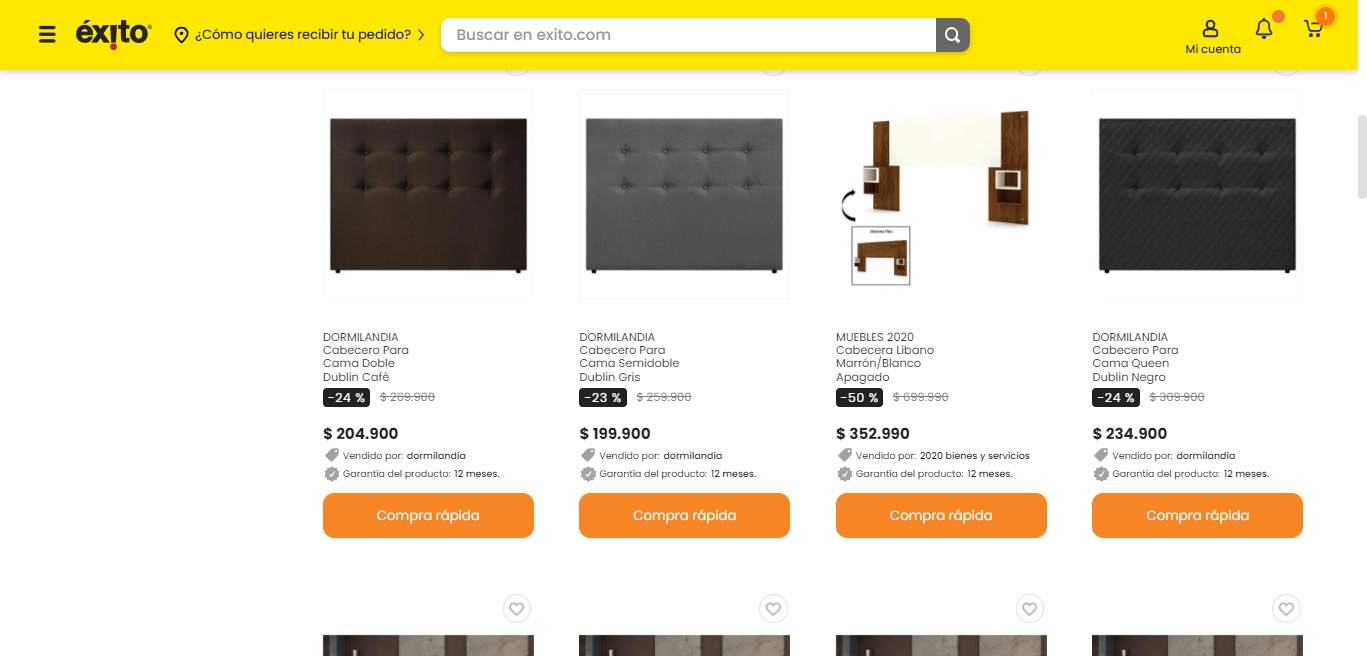 éxito
¿Cómo quieres recibir tu pedido?
Buscar en exito.com
Mi cuenta
1
DORMILANDIA
Cabecero Para
Cama Doble
Dublin Café
-24 % $ 269.900
$ 204.900
Vendido por: dormilandia
Garantía del producto: 12 meses.
Compra rápida
DORMILANDIA
Cabecero Para
Cama Semidoble
Dublin Gris
-23 % $ 259.900
$ 199.900
Vendido por: dormilandia
Garantía del producto: 12 meses.
Compra rápida
MUEBLES 2020
Cabecera Líbano
Marrón/Blanco
Apagado
-50 % $ 699.990
$ 352.990
Vendido por: 2020 bienes y servicios
Garantía del producto: 12 meses.
Compra rápida
DORMILANDIA
Cabecero Para
Cama Queen
Dublin Negro
-24 % $ 309.900
$ 234.900
Vendido por: dormilandia
Garantía del producto: 12 meses.
Compra rápida